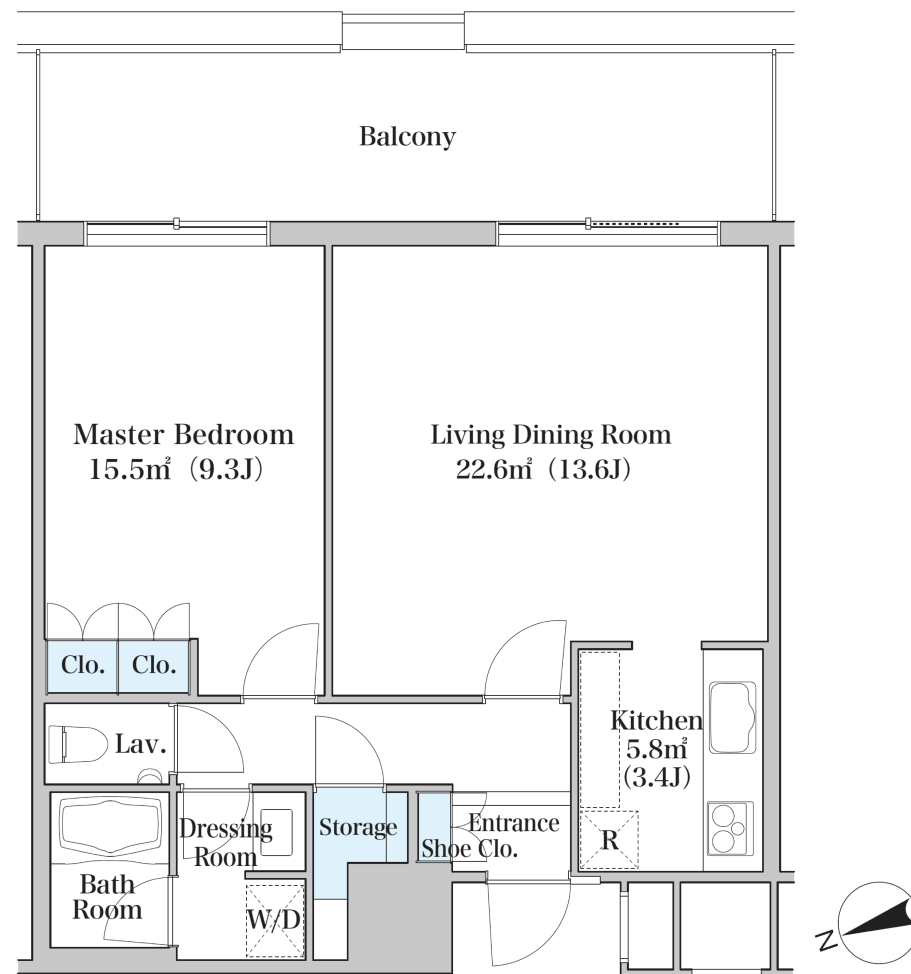 Balcony
Master Bedroom
15.5㎡（9.3J）
Living Dining Room
22.6㎡（13.6J）
Clo.
Clo.
Lav.
Kitchen
5.8㎡
(3.4J)
Dressing
Room
Storage
Entrance
Shoe Clo.
R
Bath
Room
W/D
N